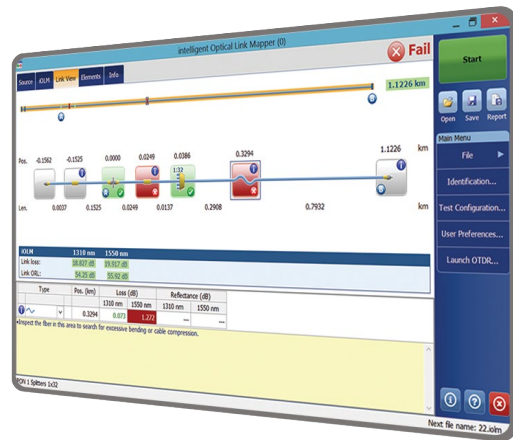 intelligent Optical Link Mapper (0)
Fail
Start
Source iOLM Link View Elements Info
1.1226 km
Open Save Report
Main Menu
File
Identification...
Test Configuration...
User Preferences...
Launch OTDR...
Pos. -0.1562 -0.1525 0.0000 0.0249 0.0386 0.3294 1.1226 km
1:32
Len. 0.0037 0.1525 0.0249 0.0137 0.2908 0.7932 km
iOLM 1310 nm 1550 nm
Link loss: 18.827 dB 19.917 dB
Link ORL: 54.25 dB 55.92 dB
Type Pos. (km) Loss (dB) Reflectance (dB)
1310 nm 1550 nm 1310 nm 1550 nm
0.3294 0.073 1.272 --- ---
•Inspect the fiber in this area to search for excessive bending or cable compression.
PON 1 Splitters 1x32
Next file name: 22.iolm